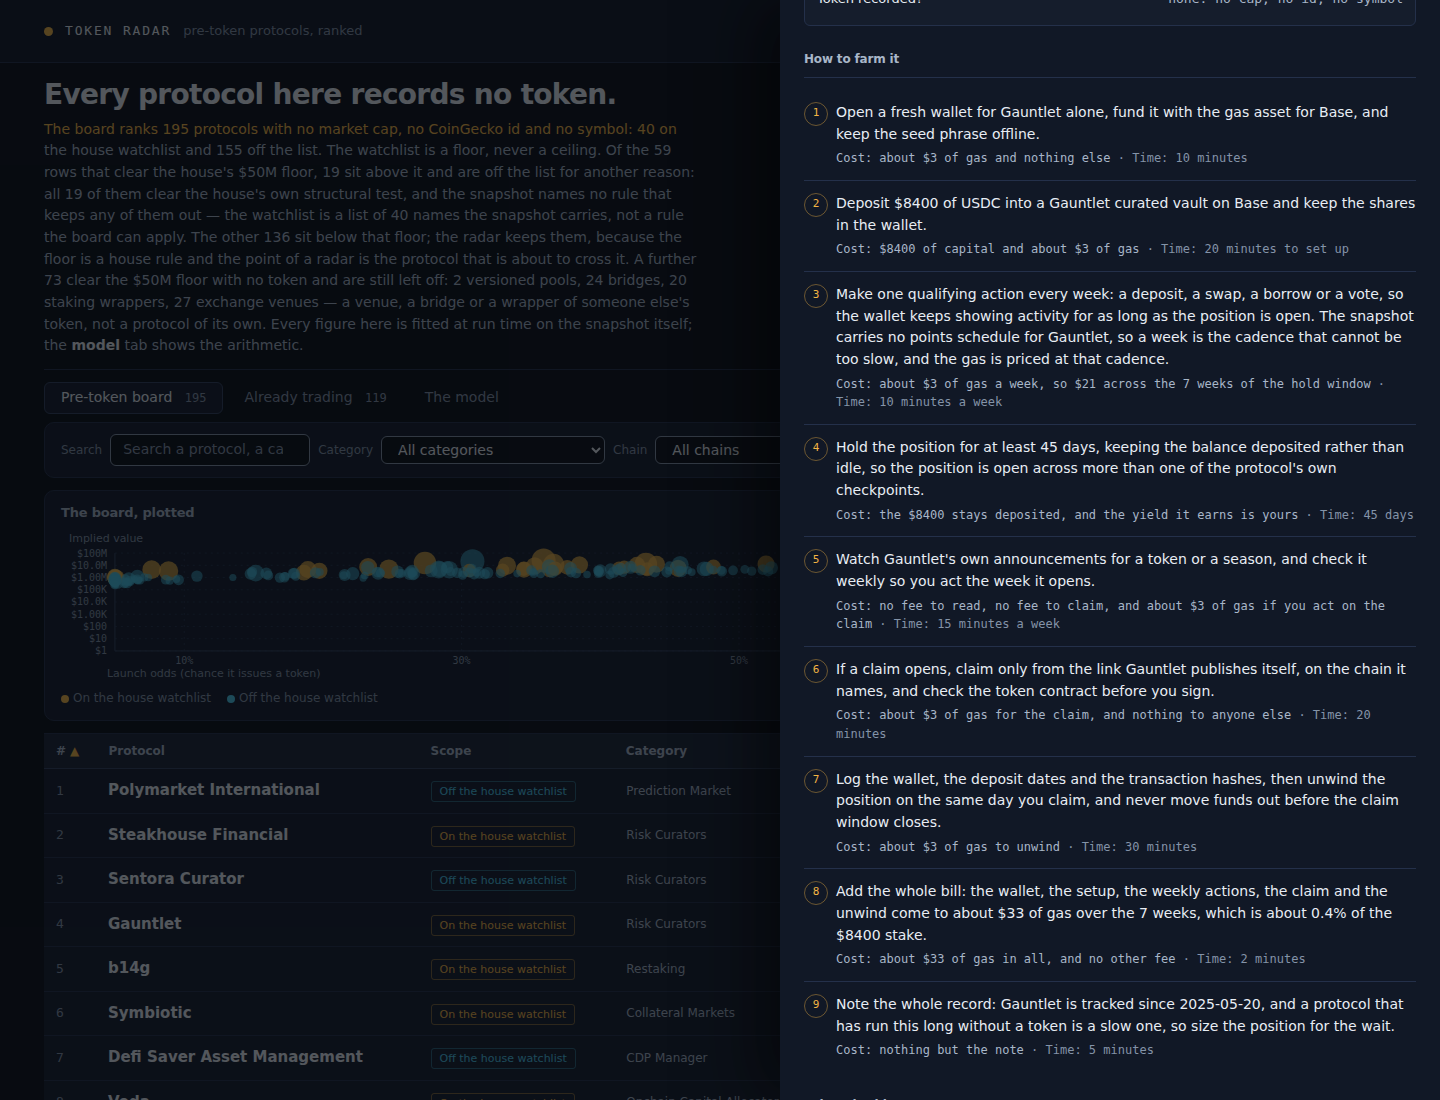 TOKEN RADAR pre-token protocols, ranked
Every protocol here records no token.
The board ranks 195 protocols with no market cap, no CoinGecko id and no symbol: 40 on
the house watchlist and 155 off the list. The watchlist is a floor, never a ceiling. Of the 59
rows that clear the house's $50M floor, 19 sit above it and are off the list for another reason:
all 19 of them clear the house's own structural test, and the snapshot names no rule that
keeps any of them out — the watchlist is a list of 40 names the snapshot carries, not a rule
the board can apply. The other 136 sit below that floor; the radar keeps them, because the
floor is a house rule and the point of a radar is the protocol that is about to cross it. A further
73 clear the $50M floor with no token and are still left off: 2 versioned pools, 24 bridges, 20
staking wrappers, 27 exchange venues — a venue, a bridge or a wrapper of someone else's
token, not a protocol of its own. Every figure here is fitted at run time on the snapshot itself;
the model tab shows the arithmetic.
Pre-token board 195 Already trading 119 The model
Search Search a protocol, a ca Category All categories Chain All chains
The board, plotted
Implied value
$100M
$10.0M
$1.00M
$100K
$10.0K
$1.00K
$100
$10
$1
10% 30% 50%
Launch odds (chance it issues a token)
On the house watchlist Off the house watchlist
# ▲ Protocol Scope Category
1 Polymarket International Off the house watchlist Prediction Market
2 Steakhouse Financial On the house watchlist Risk Curators
3 Sentora Curator Off the house watchlist Risk Curators
4 Gauntlet On the house watchlist Risk Curators
5 b14g On the house watchlist Restaking
6 Symbiotic On the house watchlist Collateral Markets
7 Defi Saver Asset Management Off the house watchlist CDP Manager
How to farm it
1 Open a fresh wallet for Gauntlet alone, fund it with the gas asset for Base, and
keep the seed phrase offline.
Cost: about $3 of gas and nothing else · Time: 10 minutes
2 Deposit $8400 of USDC into a Gauntlet curated vault on Base and keep the shares
in the wallet.
Cost: $8400 of capital and about $3 of gas · Time: 20 minutes to set up
3 Make one qualifying action every week: a deposit, a swap, a borrow or a vote, so
the wallet keeps showing activity for as long as the position is open. The snapshot
carries no points schedule for Gauntlet, so a week is the cadence that cannot be
too slow, and the gas is priced at that cadence.
Cost: about $3 of gas a week, so $21 across the 7 weeks of the hold window ·
Time: 10 minutes a week
4 Hold the position for at least 45 days, keeping the balance deposited rather than
idle, so the position is open across more than one of the protocol's own
checkpoints.
Cost: the $8400 stays deposited, and the yield it earns is yours · Time: 45 days
5 Watch Gauntlet's own announcements for a token or a season, and check it
weekly so you act the week it opens.
Cost: no fee to read, no fee to claim, and about $3 of gas if you act on the
claim · Time: 15 minutes a week
6 If a claim opens, claim only from the link Gauntlet publishes itself, on the chain it
names, and check the token contract before you sign.
Cost: about $3 of gas for the claim, and nothing to anyone else · Time: 20
minutes
7 Log the wallet, the deposit dates and the transaction hashes, then unwind the
position on the same day you claim, and never move funds out before the claim
window closes.
Cost: about $3 of gas to unwind · Time: 30 minutes
8 Add the whole bill: the wallet, the setup, the weekly actions, the claim and the
unwind come to about $33 of gas over the 7 weeks, which is about 0.4% of the
$8400 stake.
Cost: about $33 of gas in all, and no other fee · Time: 2 minutes
9 Note the whole record: Gauntlet is tracked since 2025-05-20, and a protocol that
has run this long without a token is a slow one, so size the position for the wait.
Cost: nothing but the note · Time: 5 minutes